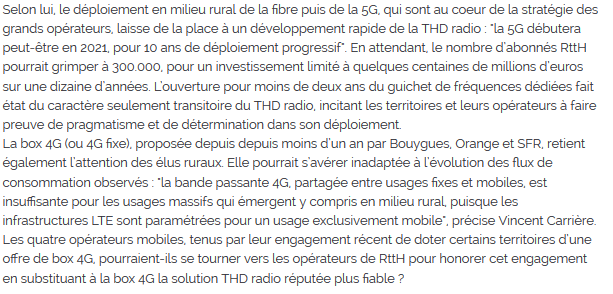 Selon lui, le déploiement en milieu rural de la fibre puis de la 5G, qui sont au coeur de la stratégie des
grands opérateurs, laisse de la place à un développement rapide de la THD radio : "la 5G débutera
peut-être en 2021, pour 10 ans de déploiement progressif". En attendant, le nombre d'abonnés RttH
pourrait grimper à 300.000, pour un investissement limité à quelques centaines de millions d'euros
sur une dizaine d'années. L'ouverture pour moins de deux ans du guichet de fréquences dédiées fait
état du caractère seulement transitoire du THD radio, incitant les territoires et leurs opérateurs à faire
preuve de pragmatisme et de détermination dans son déploiement.
La box 4G (ou 4G fixe), proposée depuis depuis moins d'un an par Bouygues, Orange et SFR, retient
également l'attention des élus ruraux. Elle pourrait s'avérer inadaptée à l'évolution des flux de
consommation observés : "la bande passante 4G, partagée entre usages fixes et mobiles, est
insuffisante pour les usages massifs qui émergent y compris en milieu rural, puisque les
infrastructures LTE sont paramétrées pour un usage exclusivement mobile", précise Vincent Carrière.
Les quatre opérateurs mobiles, tenus par leur engagement récent de doter certains territoires d'une
offre de box 4G, pourraient-ils se tourner vers les opérateurs de RttH pour honorer cet engagement
en substituant à la box 4G la solution THD radio réputée plus fiable ?